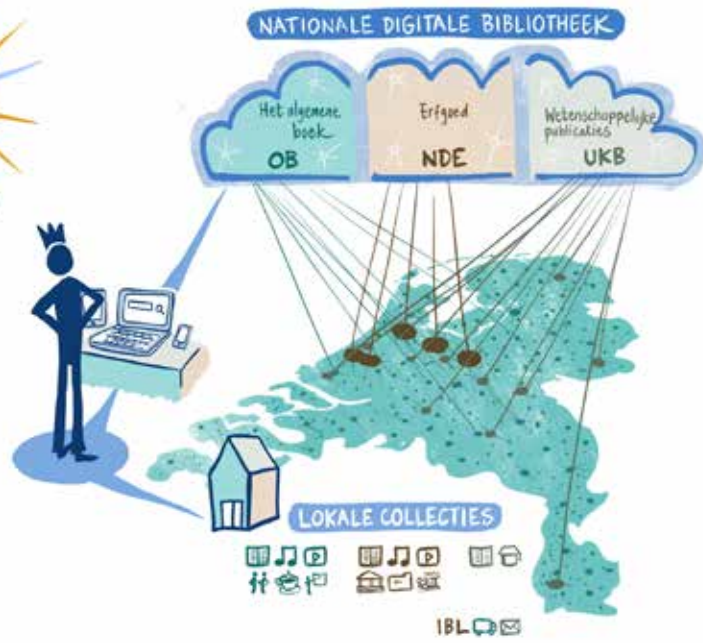 NATIONALE DIGITALE BIBLIOTHEEK
Het algemene
boek
OB
Erfgoed
NDE
Wetenschappelijke
publicaties
UKB
LOKALE COLLECTIES
IBL